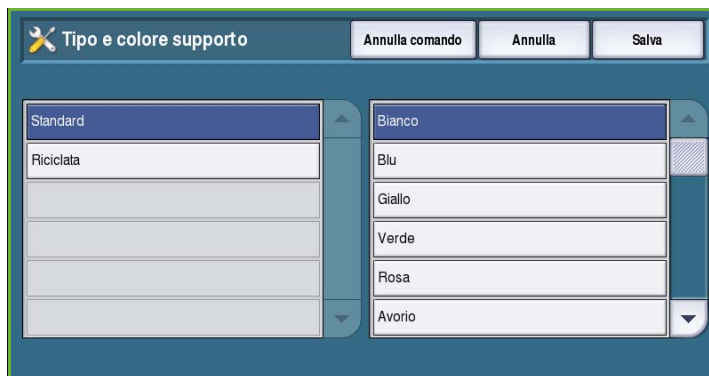 Tipo e colore supporto
Annulla comando
Annulla
Salva
Standard
Riciclata
Bianco
Blu
Giallo
Verde
Rosa
Avorio